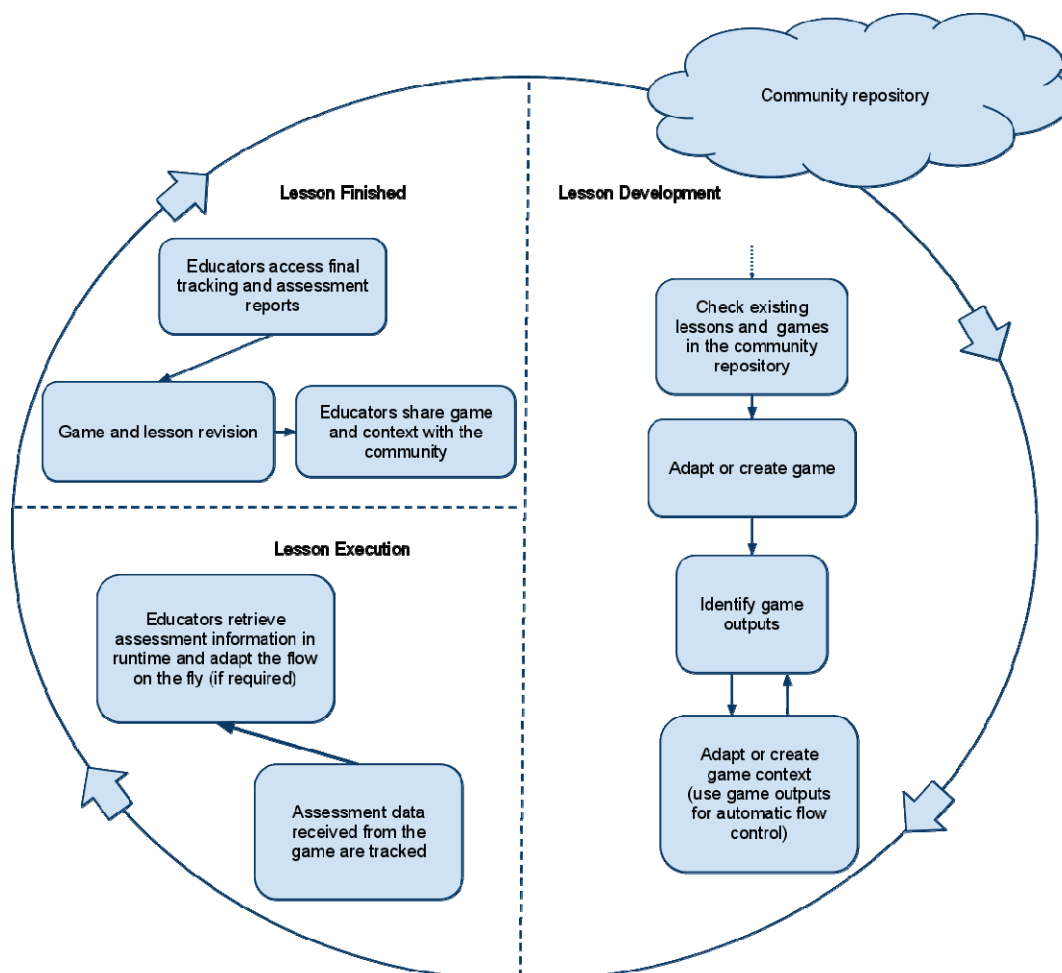 Community repository
Lesson Finished
Educators access final
tracking and assessment
reports
Game and lesson revision
Educators share game
and context with the
community
Lesson Development
Check existing
lessons and games
in the community
repository
Adapt or create game
Identify game
outputs
Adapt or create
game context
(use game outputs
for automatic flow
control)
Lesson Execution
Educators retrieve
assessment information in
runtime and adapt the flow
on the fly (if required)
Assessment data
received from the
game are tracked